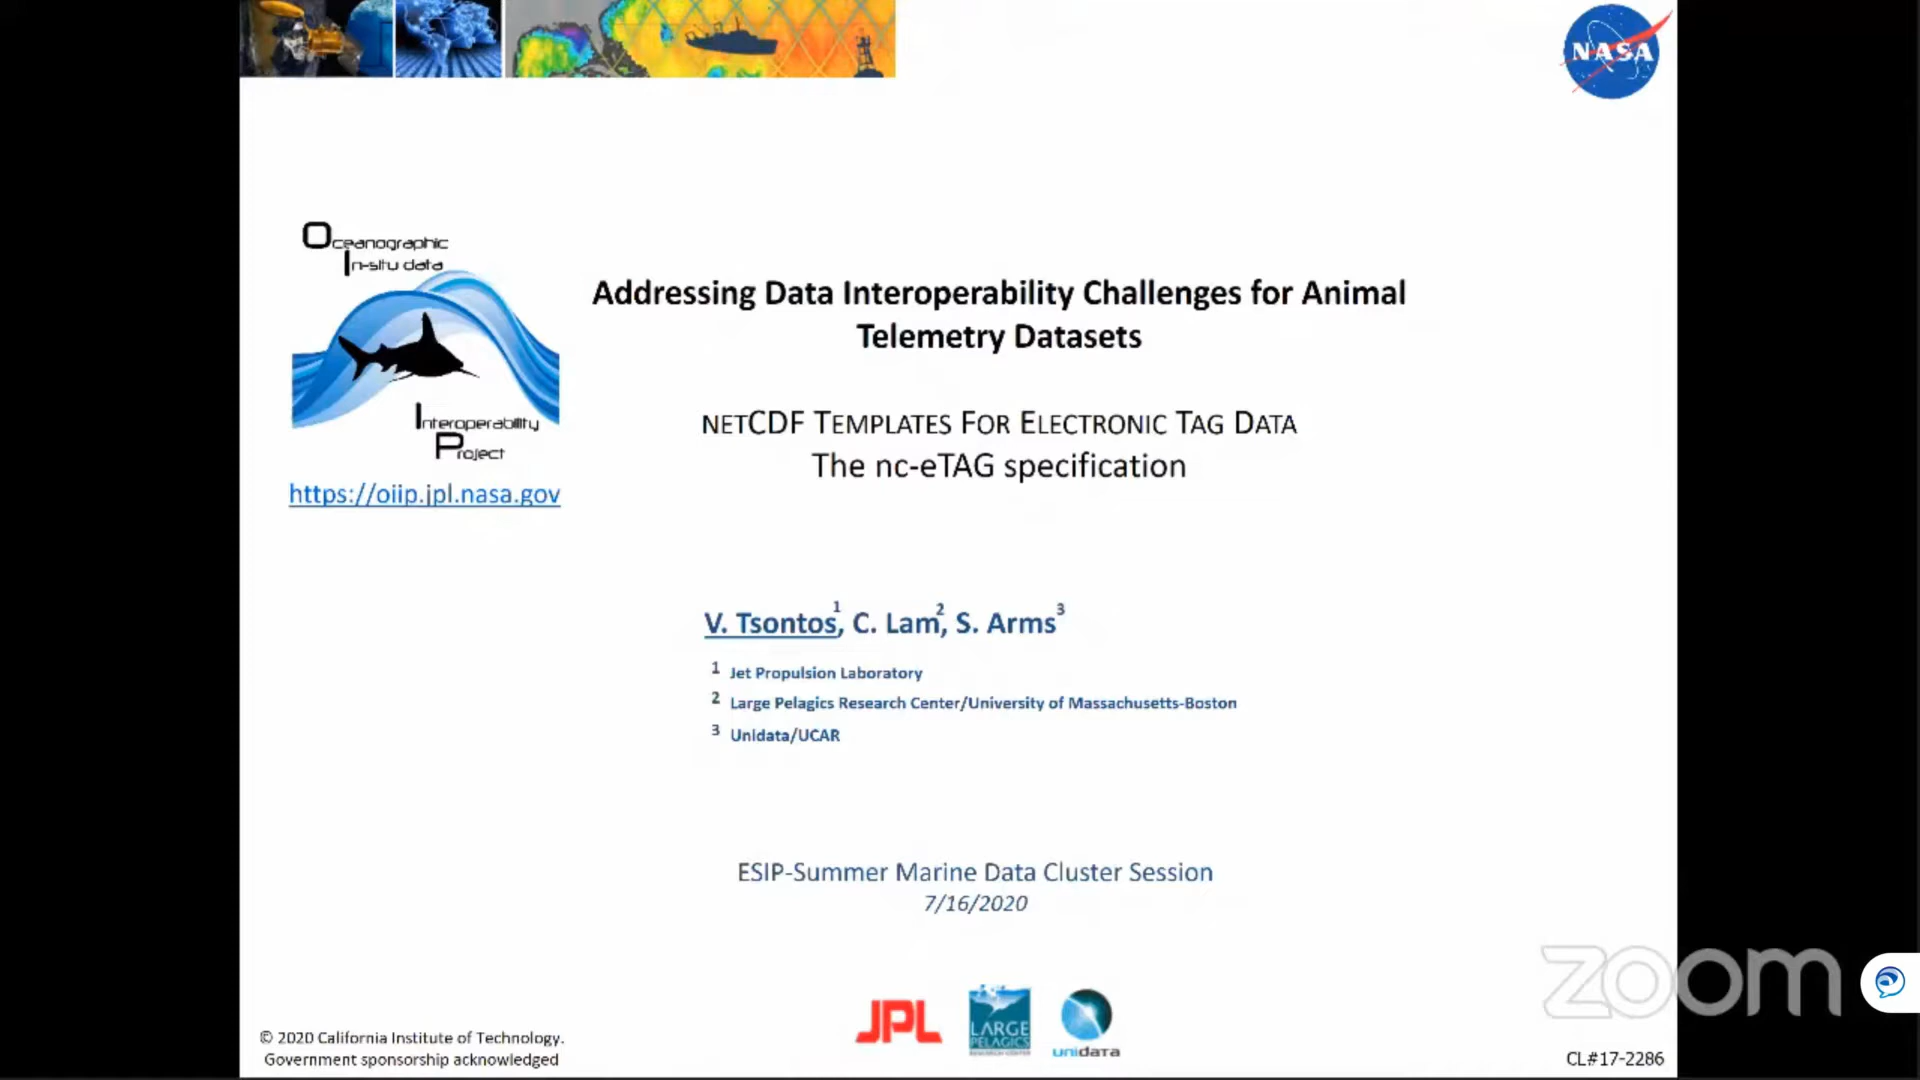 NASA
Oceanographic
In-situ data
Interoperability
Project
https://oiip.jpl.nasa.gov
Addressing Data Interoperability Challenges for Animal
Telemetry Datasets
NETCDF TEMPLATES FOR ELECTRONIC TAG DATA
The nc-eTAG specification
V. Tsontos1, C. Lam2, S. Arms3
1 Jet Propulsion Laboratory
2 Large Pelagics Research Center/University of Massachusetts-Boston
3 Unidata/UCAR
ESIP-Summer Marine Data Cluster Session
7/16/2020
JPL
LARGE
PELAGICS
RESEARCH CENTER
unidata
zoom
© 2020 California Institute of Technology.
Government sponsorship acknowledged
CL#17-2286